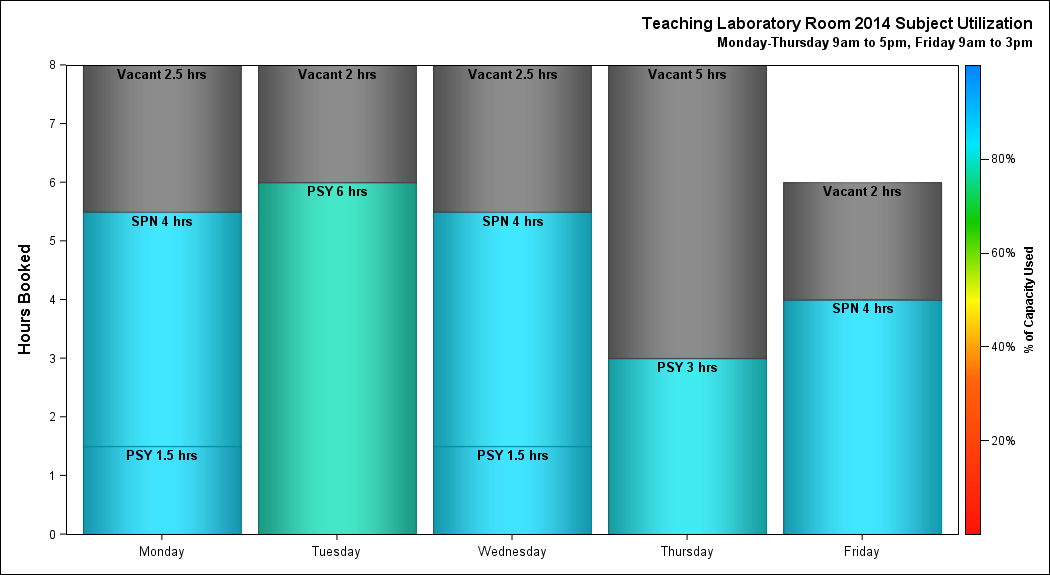 Teaching Laboratory Room 2014 Subject Utilization
Monday-Thursday 9am to 5pm, Friday 9am to 3pm
Hours Booked
8
7
6
5
4
3
2
1
0
Vacant 2.5 hrs
SPN 4 hrs
PSY 1.5 hrs
Vacant 2 hrs
PSY 6 hrs
Vacant 2.5 hrs
SPN 4 hrs
PSY 1.5 hrs
Vacant 5 hrs
PSY 3 hrs
Vacant 2 hrs
SPN 4 hrs
Monday
Tuesday
Wednesday
Thursday
Friday
80%
60%
40%
20%
% of Capacity Used